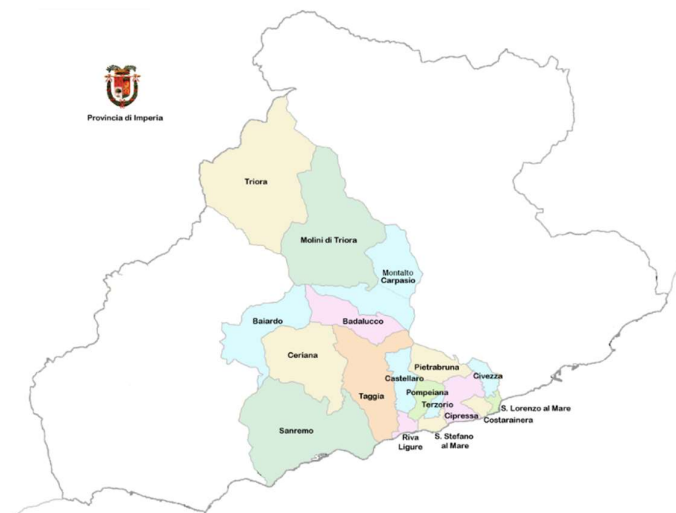 Provincia di Imperia
Triora
Molini di Triora
Montalto
Carpasio
Baiardo
Badalucco
Ceriana
Pietrabruna
Castellaro
Civezza
Taggia
Pompeiana
Terzorio
S. Lorenzo al Mare
Cipressa
Costarainera
Sanremo
Riva
Ligure
S. Stefano
al Mare